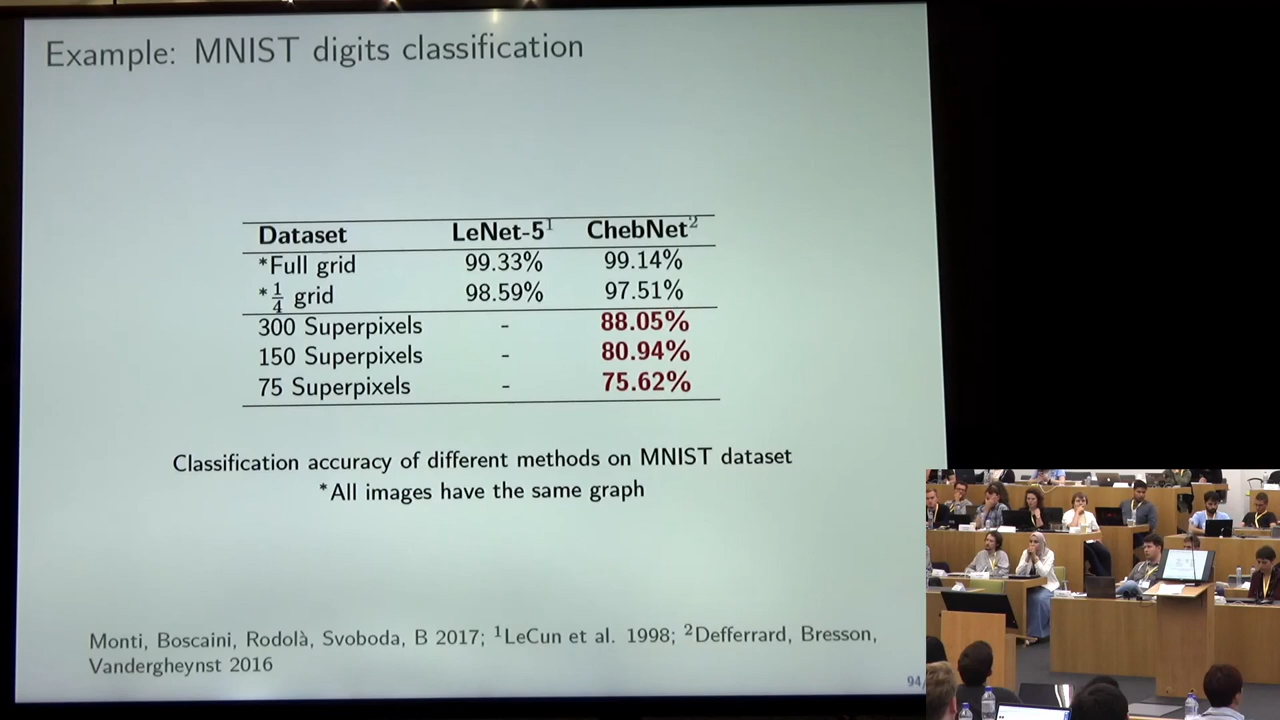 Example: MNIST digits classification
Dataset LeNet-5¹ ChebNet²
*Full grid 99.33% 99.14%
*1/4 grid 98.59% 97.51%
300 Superpixels - 88.05%
150 Superpixels - 80.94%
75 Superpixels - 75.62%
Classification accuracy of different methods on MNIST dataset
*All images have the same graph
Monti, Boscaini, Rodolà, Svoboda, B 2017; ¹LeCun et al. 1998; ²Defferrard, Bresson,
Vandergheynst 2016
94/